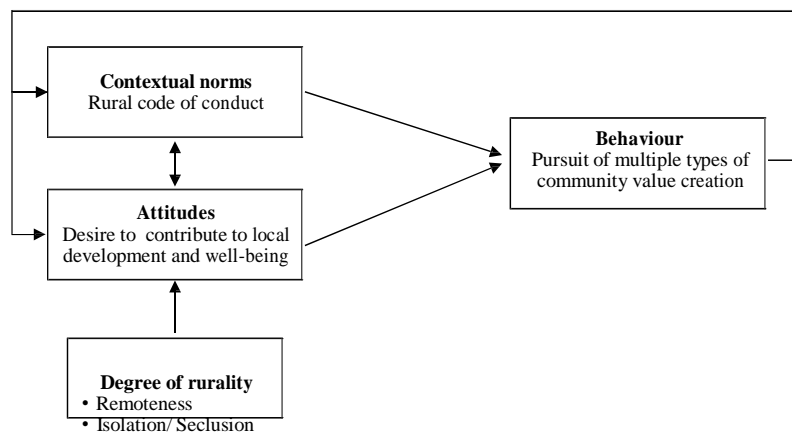 Contextual norms
Rural code of conduct
Attitudes
Desire to contribute to local
development and well-being
Behaviour
Pursuit of multiple types of
community value creation
Degree of rurality
• Remoteness
• Isolation/ Seclusion